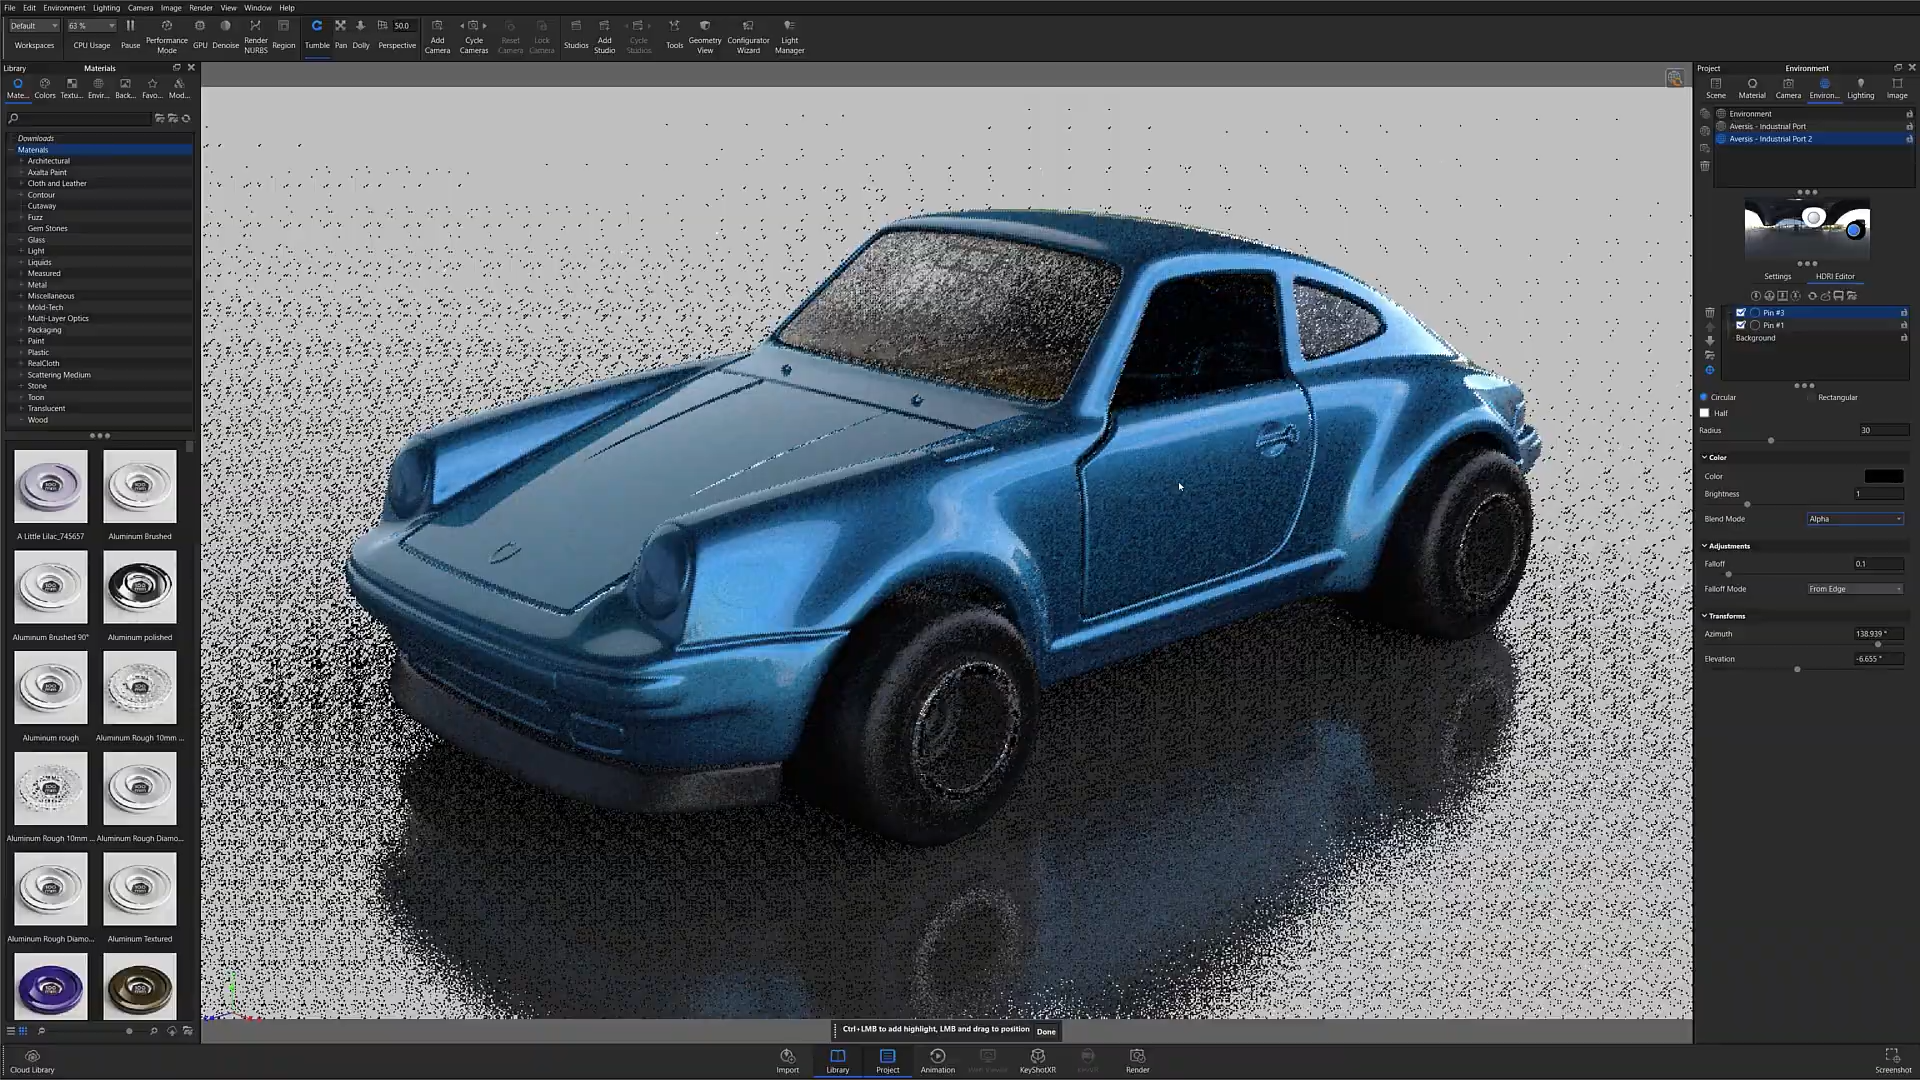 File Edit Environment Lighting Camera Image Render View Window Help
Default 63 % 50.0
Workspaces CPU Usage Pause Performance Mode GPU Denoise Render NURBS Region Tumble Pan Dolly Perspective Add Camera Cycle Cameras Reset Camera Lock Camera Studios Add Studio Cycle Studios Tools Geometry View Configurator Wizard Light Manager
Library Materials
Mate... Colors Textu... Envir... Back... Favo... Mod...
Downloads
Materials
Architectural
Axalta Paint
Cloth and Leather
Contour
Cutaway
Fuzz
Gem Stones
Glass
Light
Liquids
Measured
Metal
Miscellaneous
Mold-Tech
Multi-Layer Optics
Packaging
Paint
Plastic
RealCloth
Scattering Medium
Stone
Toon
Translucent
Wood
A Little Lilac_745657 Aluminum Brushed
Aluminum Brushed 90° Aluminum polished
Aluminum rough Aluminum Rough 10mm ...
Aluminum Rough 10mm ... Aluminum Rough Diamo...
Aluminum Rough Diamo... Aluminum Textured
Project Environment
Scene Material Camera Environ... Lighting Image
Environment
Aversis - Industrial Port
Aversis - Industrial Port 2
Settings HDRI Editor
Pin #3
Pin #1
Background
Circular Rectangular
Half
Radius 30
Color
Color
Brightness 1
Blend Mode Alpha
Adjustments
Falloff 0.1
Falloff Mode From Edge
Transforms
Azimuth 138.939 °
Elevation -6.655 °
Ctrl+LMB to add highlight, LMB and drag to position Done
Cloud Library Import Library Project Animation KeyShotXR Render Screenshot